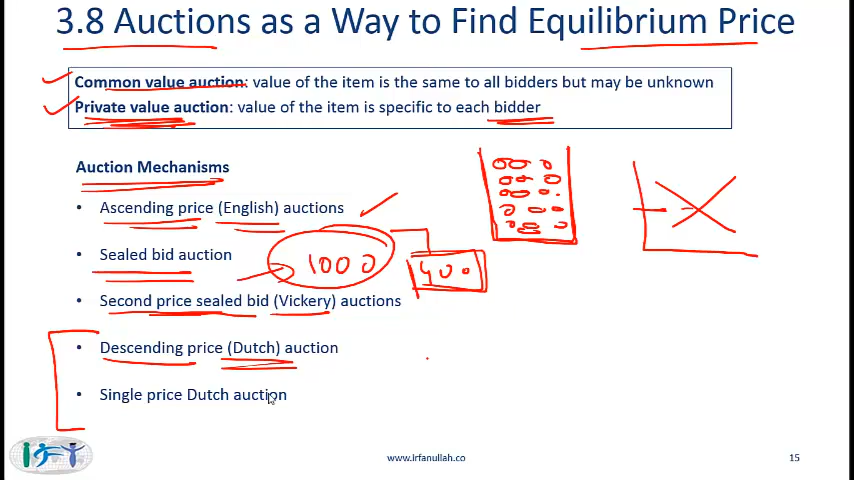 3.8 Auctions as a Way to Find Equilibrium Price
Common value auction: value of the item is the same to all bidders but may be unknown
Private value auction: value of the item is specific to each bidder
Auction Mechanisms
• Ascending price (English) auctions
• Sealed bid auction
1000
400
• Second price sealed bid (Vickery) auctions
• Descending price (Dutch) auction
• Single price Dutch auction
www.irfanullah.co
15